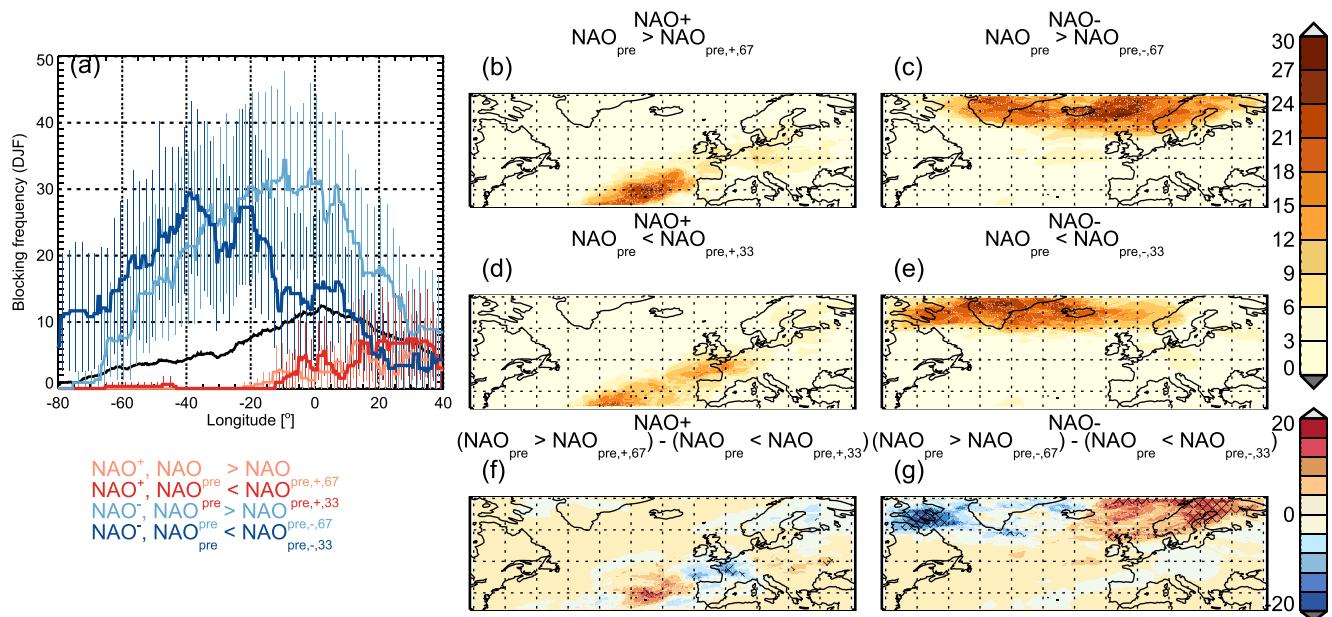 (a)
Blocking frequency (DJF)
50
40
30
20
10
0
-80 -60 -40 -20 0 20 40
Longitude [º]
NAO+, NAOpre > NAOpre,+,67
NAO+, NAOpre < NAOpre,+,33
NAO-, NAOpre > NAOpre,-,67
NAO-, NAOpre < NAOpre,-,33
NAO+
NAOpre > NAOpre,+,67
(b)
NAO-
NAOpre > NAOpre,-,67
(c)
NAO+
NAOpre < NAOpre,+,33
(d)
NAO-
NAOpre < NAOpre,-,33
(e)
NAO+
(NAOpre > NAOpre,+,67) - (NAOpre < NAOpre,+,33)
(f)
NAO-
(NAOpre > NAOpre,-,67) - (NAOpre < NAOpre,-,33)
(g)
30
27
24
21
18
15
12
9
6
3
0
20
10
0
-10
-20